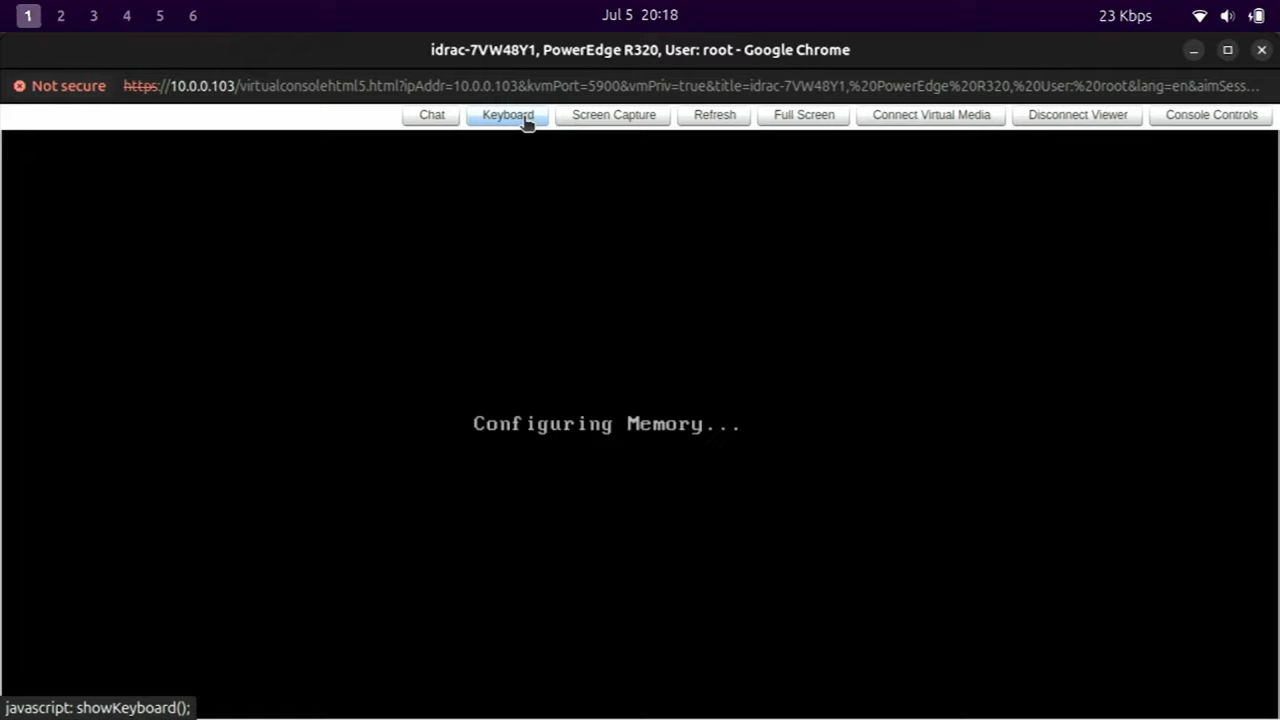 1 2 3 4 5 6 Jul 5 20:18 23 Kbps
idrac-7VW48Y1, PowerEdge R320, User: root - Google Chrome
Not secure https://10.0.0.103/virtualconsolehtml5.html?ipAddr=10.0.0.103&kvmPort=5900&vmPriv=true&title=idrac-7VW48Y1,%20PowerEdge%20R320,%20User:%20root&lang=en&aimSess...
Chat Keyboard Screen Capture Refresh Full Screen Connect Virtual Media Disconnect Viewer Console Controls
Configuring Memory...
javascript: showKeyboard();